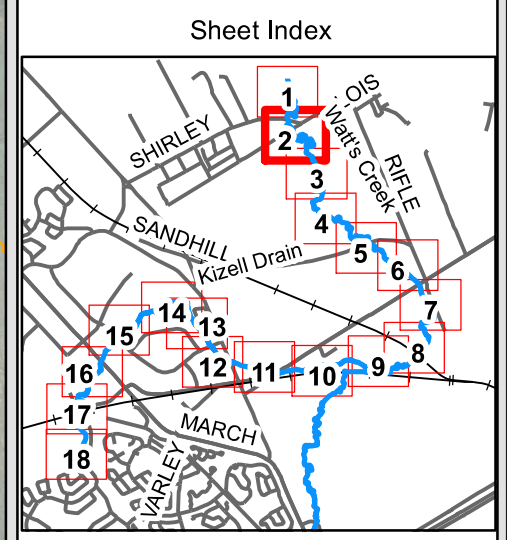 Sheet Index
1
OIS
SHIRLEY
2
Watt's Creek
RIFLE
3
4
SANDHILL
5
Kizell Drain
6
7
14
13
15
8
12
11
10
9
16
17
MARCH
VARLEY
18